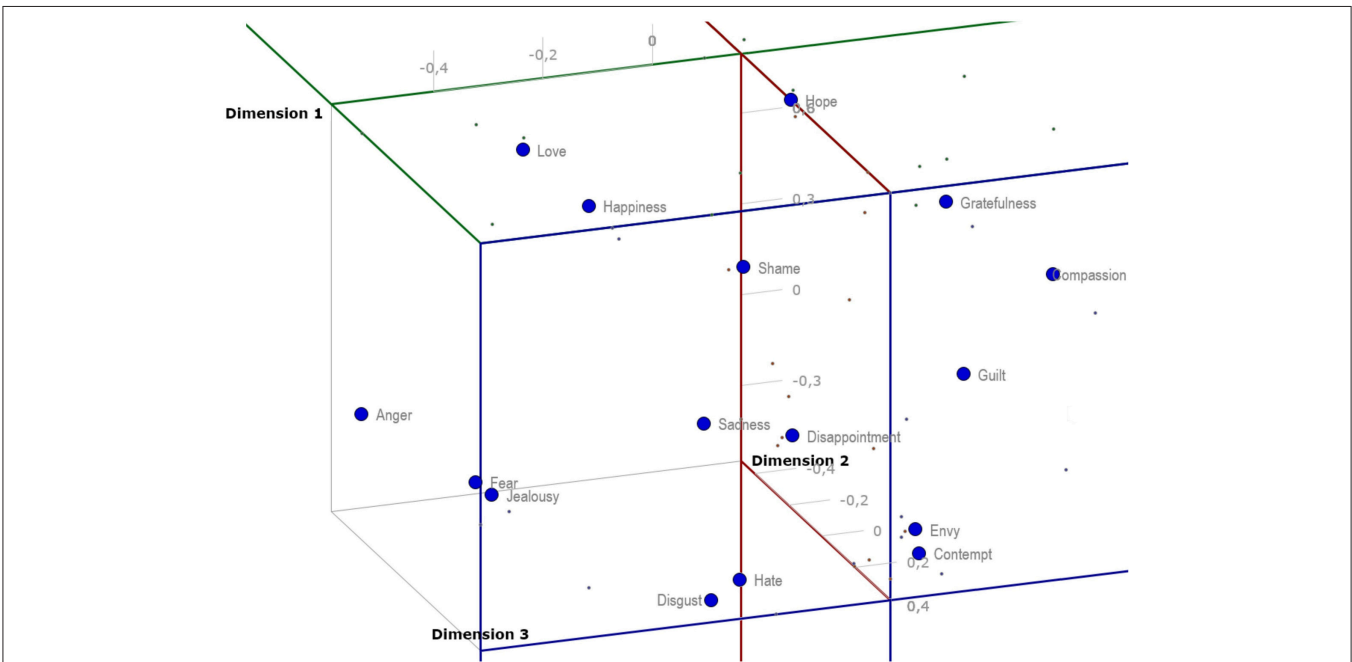 0
-0,2
-0,4
Hope
0,6
Dimension 1
Love
0,3
Gratefulness
Happiness
Shame
Compassion
0
Guilt
-0,3
Anger
Sadness
Disappointment
Dimension 2
-0,4
Fear
Jealousy
-0,2
0
Envy
Contempt
0,2
Hate
Disgust
0,4
Dimension 3